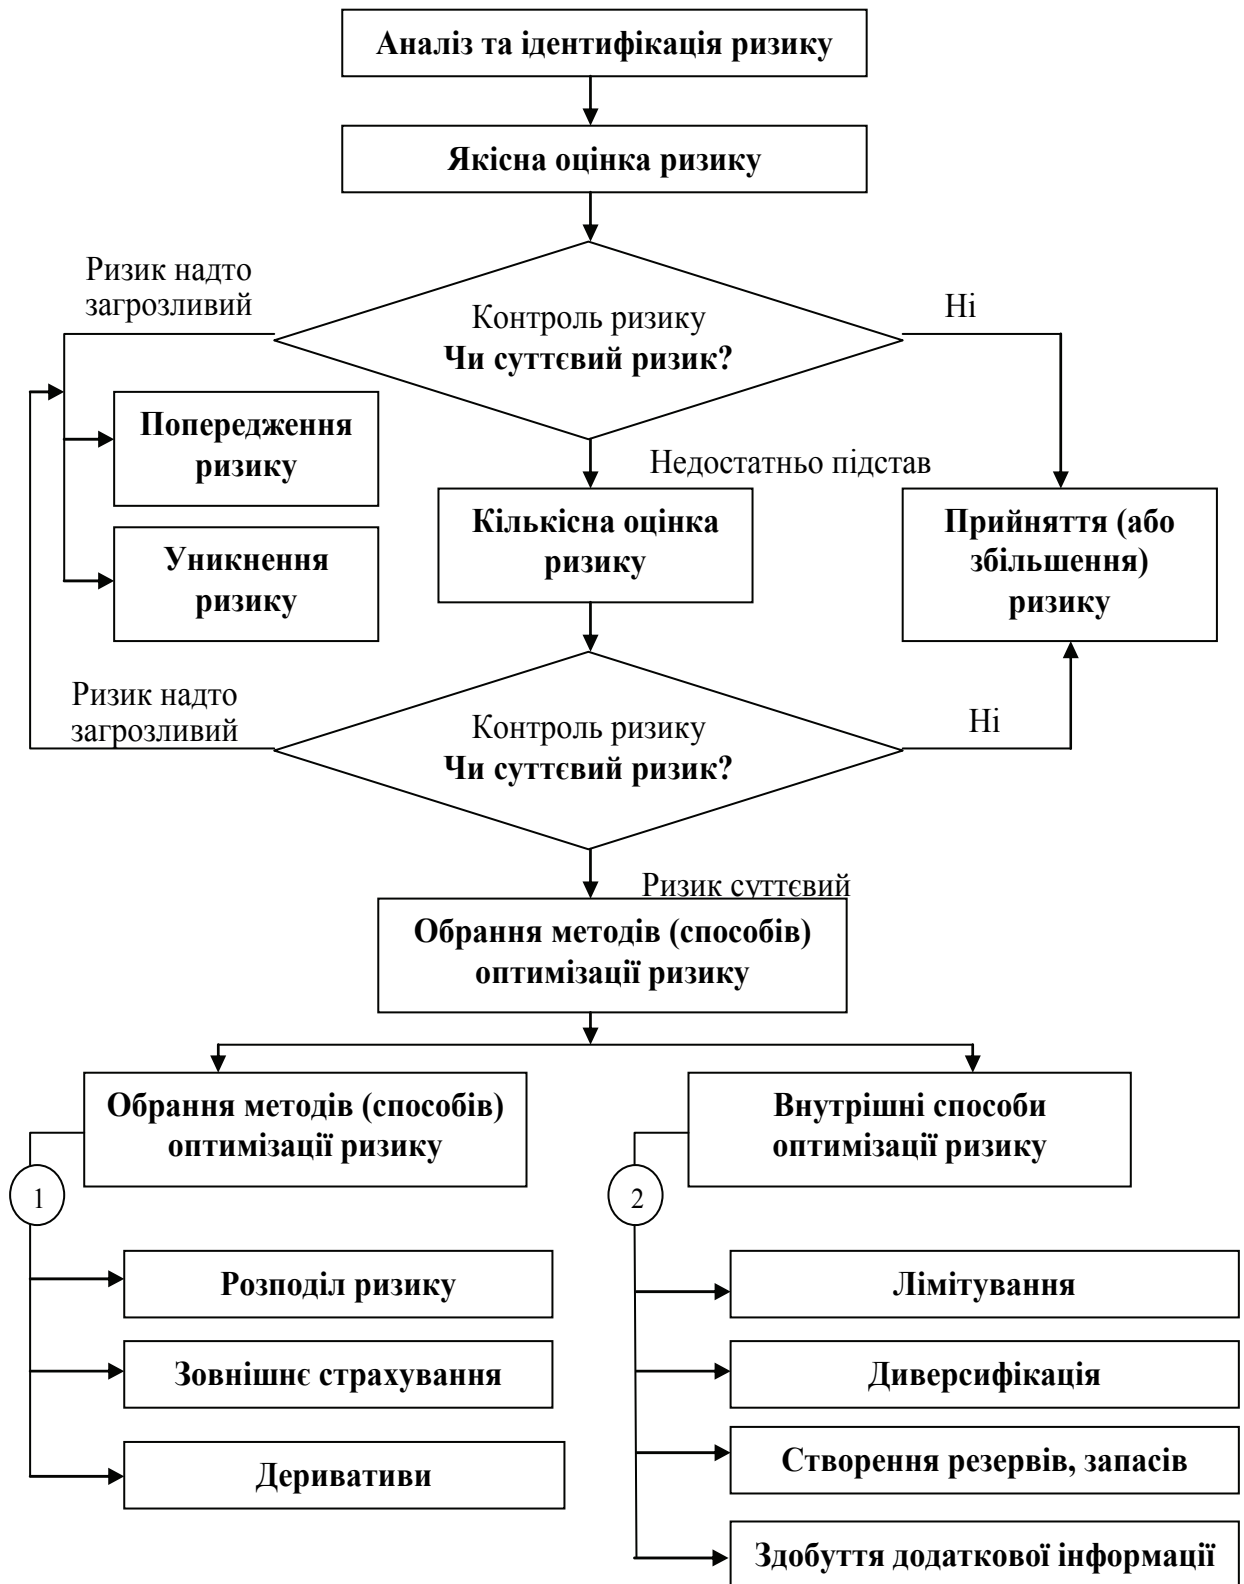 Аналіз та ідентифікація ризику
Якісна оцінка ризику
Ризик надто
загрозливий
Контроль ризику
Чи суттєвий ризик?
Ні
Попередження
ризику
Уникнення
ризику
Недостатньо підстав
Кількісна оцінка
ризику
Прийняття (або
збільшення)
ризику
Ризик надто
загрозливий
Контроль ризику
Чи суттєвий ризик?
Ні
Ризик суттєвий
Обрання методів (способів)
оптимізації ризику
Обрання методів (способів)
оптимізації ризику
Внутрішні способи
оптимізації ризику
1
2
Розподіл ризику
Зовнішнє страхування
Деривативи
Лімітування
Диверсифікація
Створення резервів, запасів
Здобуття додаткової інформації